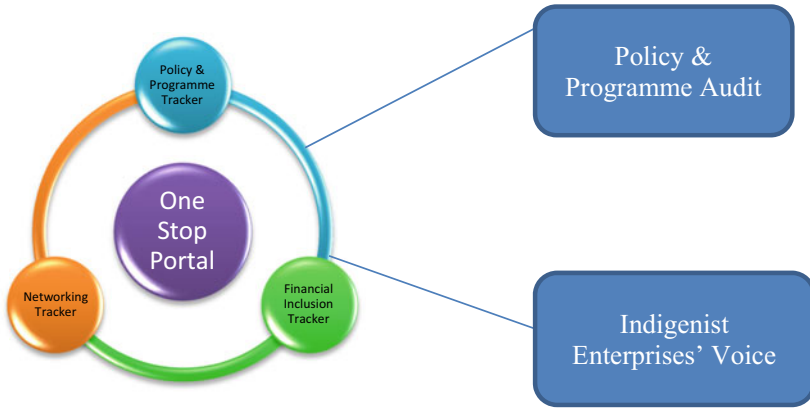 Policy &
Programme
Tracker
One
Stop
Portal
Networking
Tracker
Financial
Inclusion
Tracker
Policy &
Programme Audit
Indigenist
Enterprises’ Voice